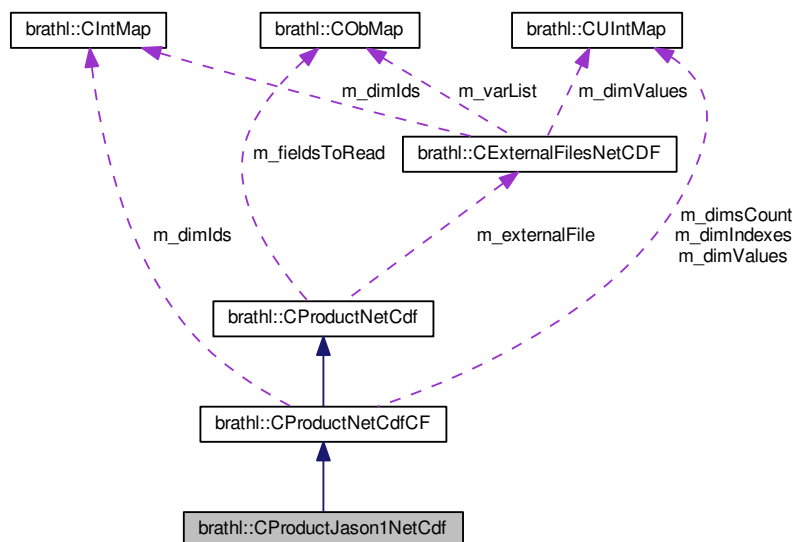 brathl::CIntMap
brathl::CObMap
brathl::CUIntMap
m_dimIds
m_varList
m_dimValues
m_fieldsToRead
brathl::CExternalFilesNetCDF
m_dimIds
m_externalFile
m_dimsCount
m_dimIndexes
m_dimValues
brathl::CProductNetCdf
brathl::CProductNetCdfCF
brathl::CProductJason1NetCdf